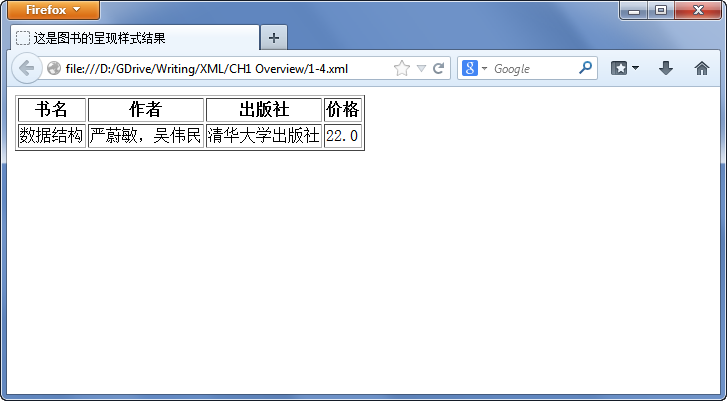 Firefox
这是图书的呈现样式结果
file:///D:/GDrive/Writing/XML/CH1 Overview/1-4.xml
Google
书名 作者 出版社 价格
数据结构 严蔚敏，吴伟民 清华大学出版社 22.0